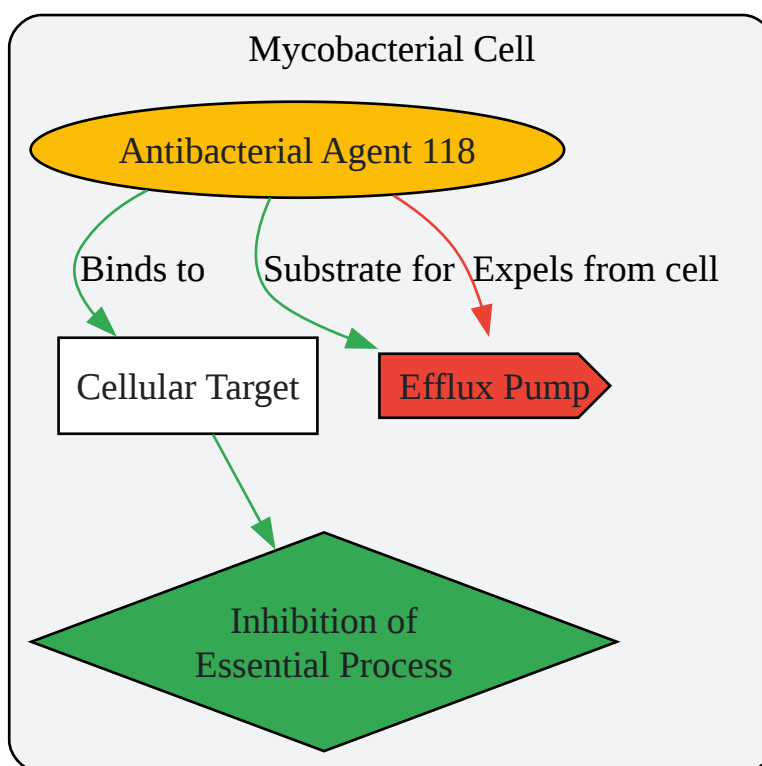 Mycobacterial Cell
Antibacterial Agent 118
Binds to
Substrate for
Expels from cell
Cellular Target
Efflux Pump
Inhibition of
Essential Process